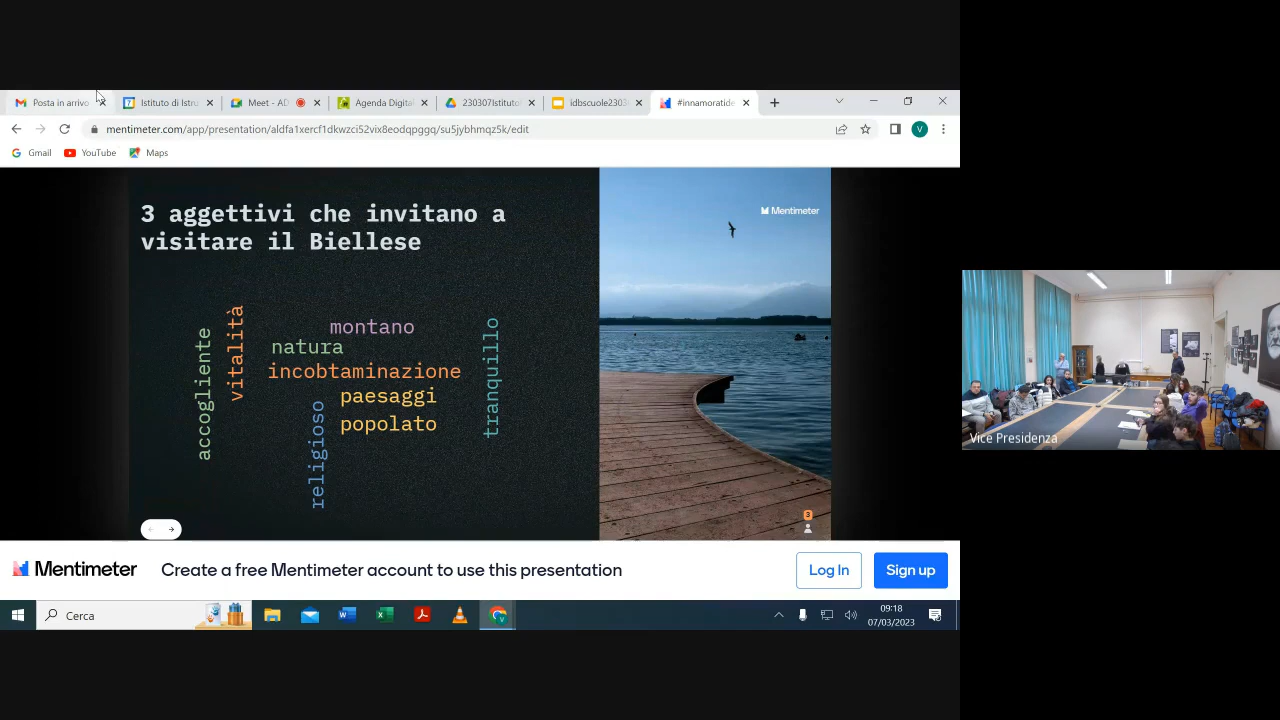 Posta in arrivo
Istituto di Istru
Meet - AD
Agenda Digital
230307Istituto
idbscuole2303
#innamoratide
mentimeter.com/app/presentation/aldfa1xercf1dkwzci52vix8eodqpggq/su5jybhmqz5k/edit
V
Gmail
YouTube
Maps
3 aggettivi che invitano a
visitare il Biellese
Mentimeter
accogliente
vitalità
montano
natura
incobtaminazione
paesaggi
popolato
religioso
tranquillo
3
Vice Presidenza
Mentimeter
Create a free Mentimeter account to use this presentation
Log In
Sign up
Cerca
09:18
07/03/2023